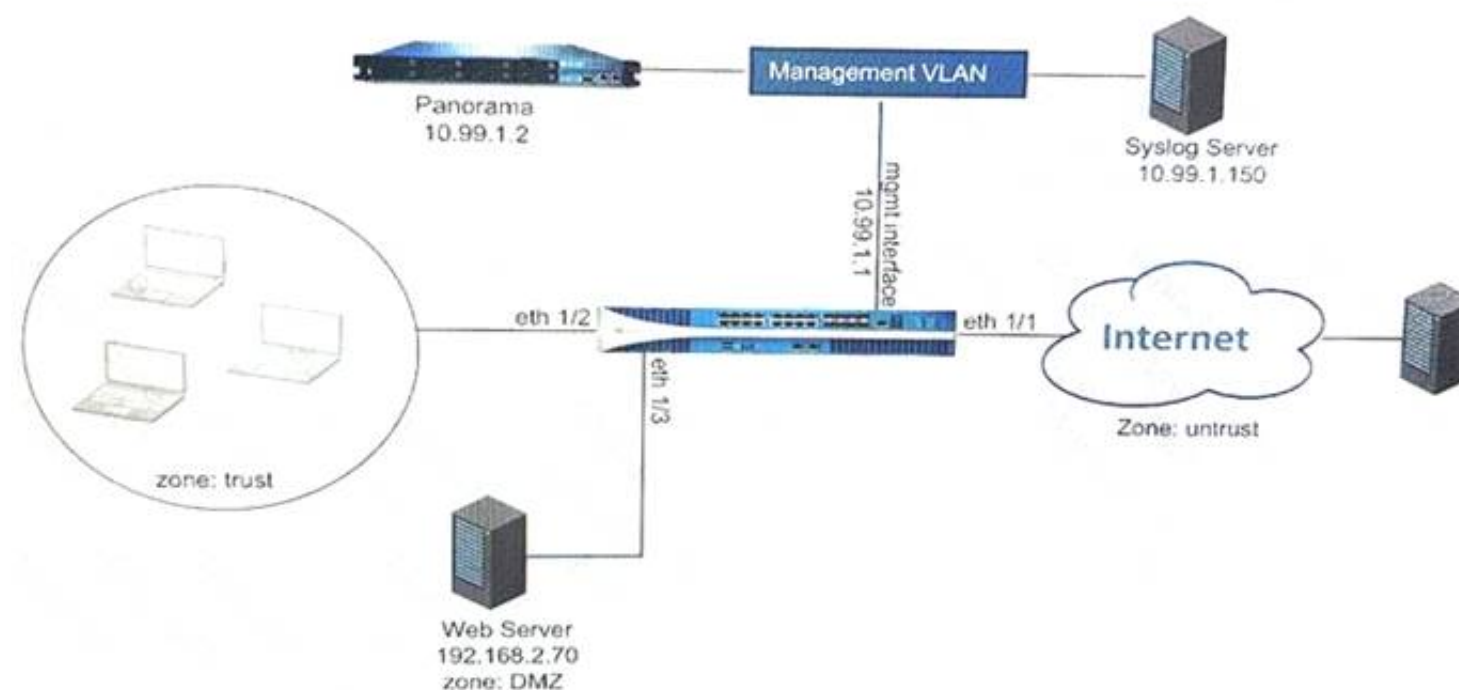 Management VLAN
Panorama
10.99.1.2
Syslog Server
10.99.1.150
mgmt interface
10.99.1.1
eth 1/2
eth 1/1
eth 1/3
Internet
Zone: untrust
zone: trust
Web Server
192.168.2.70
zone: DMZ